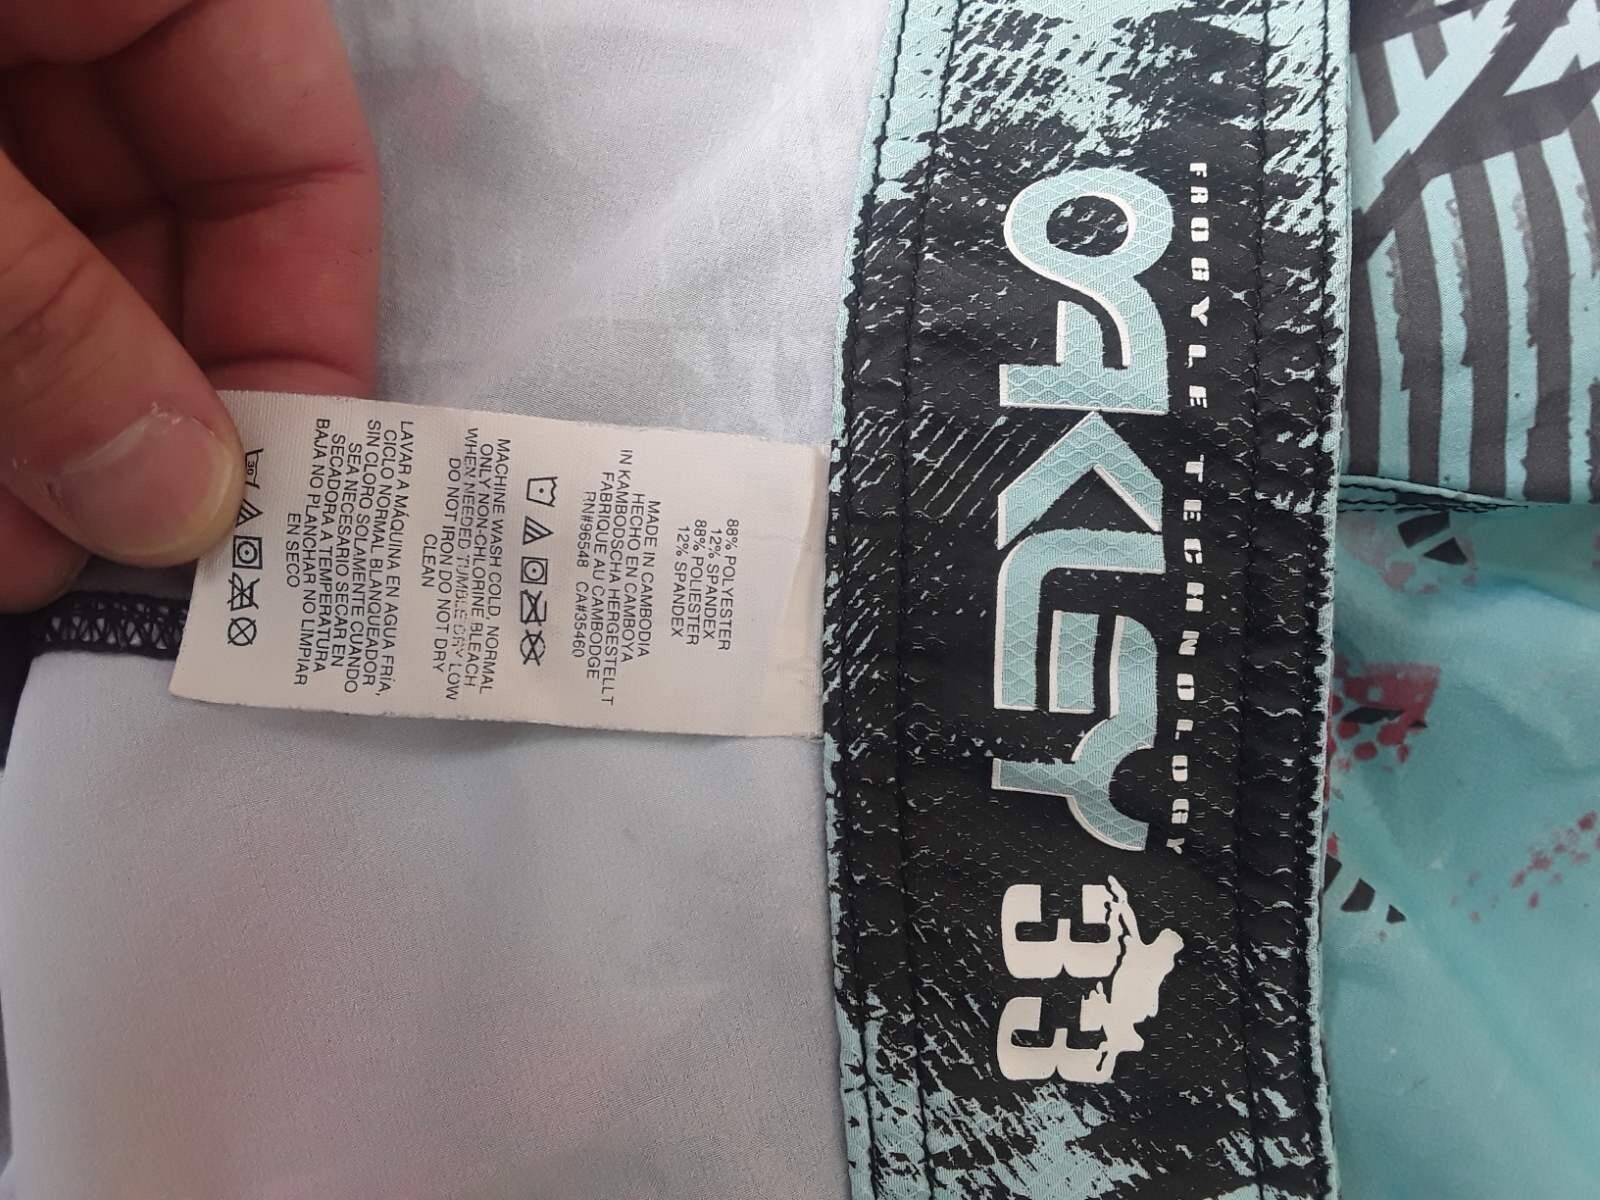 OAKLEY 33
FROGYLE TECHNOLOGY
88% POLYESTER
12% SPANDEX
88% POLIESTER
12% SPANDEX
MADE IN CAMBODIA
HECHO EN CAMBOYA
IN KAMBODSCHA HERGESTELLT
FABRIQUE AU CAMBODGE
RN#96548 CA#35460
MACHINE WASH COLD, NORMAL
ONLY NON-CHLORINE BLEACH
WHEN NEEDED TUMBLE DRY LOW
DO NOT IRON DO NOT DRY
CLEAN
LAVAR A MÁQUINA EN AGUA FRÍA,
CICLO NORMAL BLANQUEADOR
SIN CLORO SOLAMENTE CUANDO
SEA NECESARIO SECAR EN
SECADORA A TEMPERATURA
BAJA NO PLANCHAR NO LIMPIAR
EN SECO
30